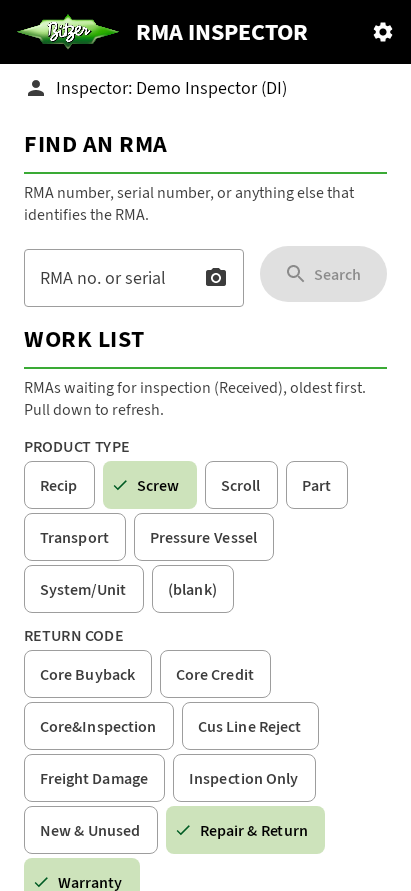 Bitzer RMA INSPECTOR
Inspector: Demo Inspector (DI)
FIND AN RMA
RMA number, serial number, or anything else that
identifies the RMA.
RMA no. or serial Search
WORK LIST
RMAs waiting for inspection (Received), oldest first.
Pull down to refresh.
PRODUCT TYPE
Recip Screw Scroll Part
Transport Pressure Vessel
System/Unit (blank)
RETURN CODE
Core Buyback Core Credit
Core&Inspection Cus Line Reject
Freight Damage Inspection Only
New & Unused Repair & Return
Warranty